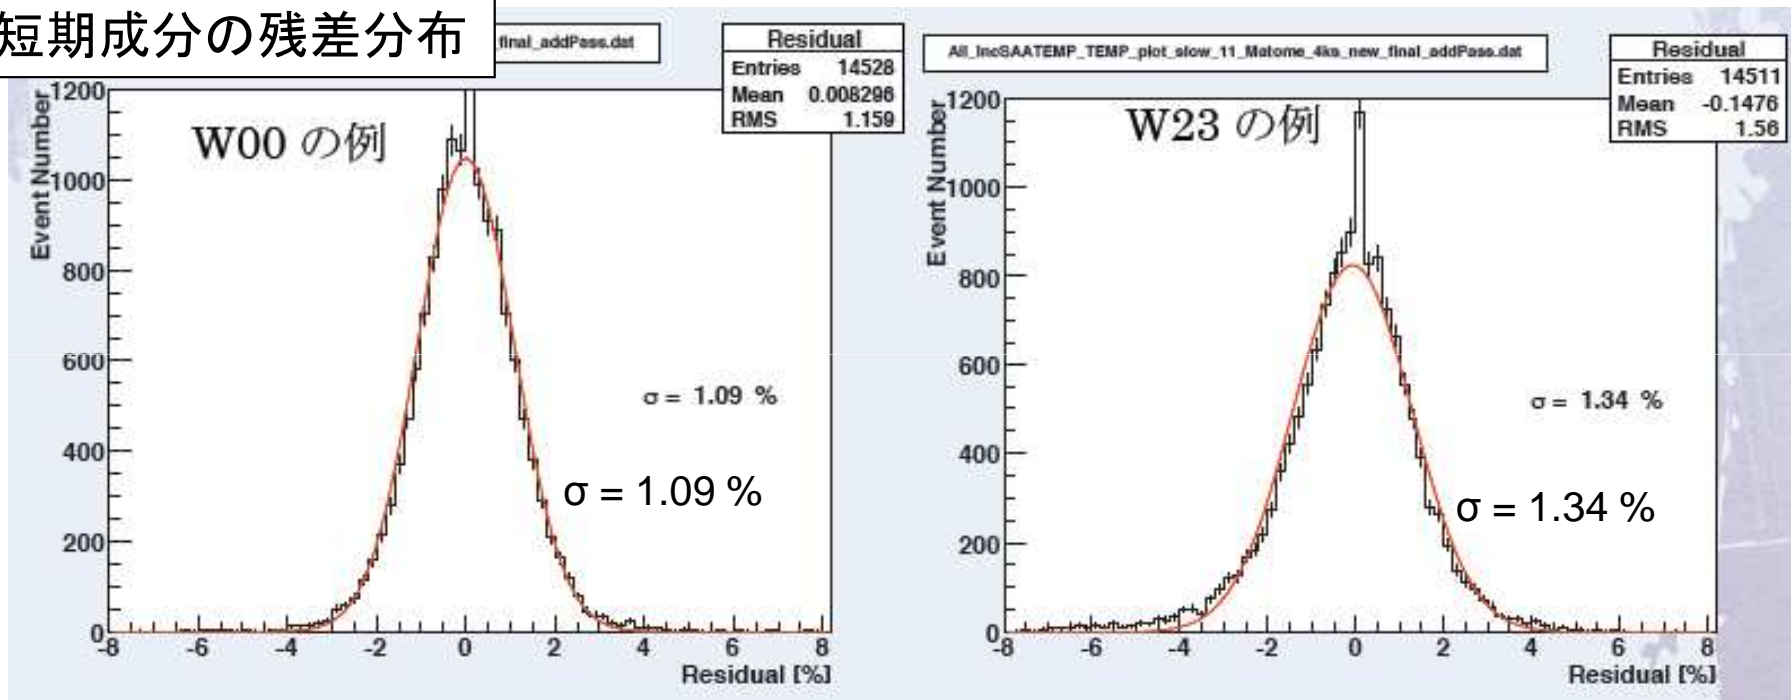 短期成分の残差分布
final_addPass.dat
Residual
Entries 14528
Mean 0.008296
RMS 1.159
W00 の例
Event Number
1200
1000
800
600
400
200
0
σ = 1.09 %
σ = 1.09 %
-8 -6 -4 -2 0 2 4 6 8
Residual [%]
All_IncSAATEMP_TEMP_plot_slow_11_Matome_4ks_new_final_addPass.dat
Residual
Entries 14511
Mean -0.1476
RMS 1.56
W23 の例
Event Number
1200
1000
800
600
400
200
0
σ = 1.34 %
σ = 1.34 %
-8 -6 -4 -2 0 2 4 6 8
Residual [%]